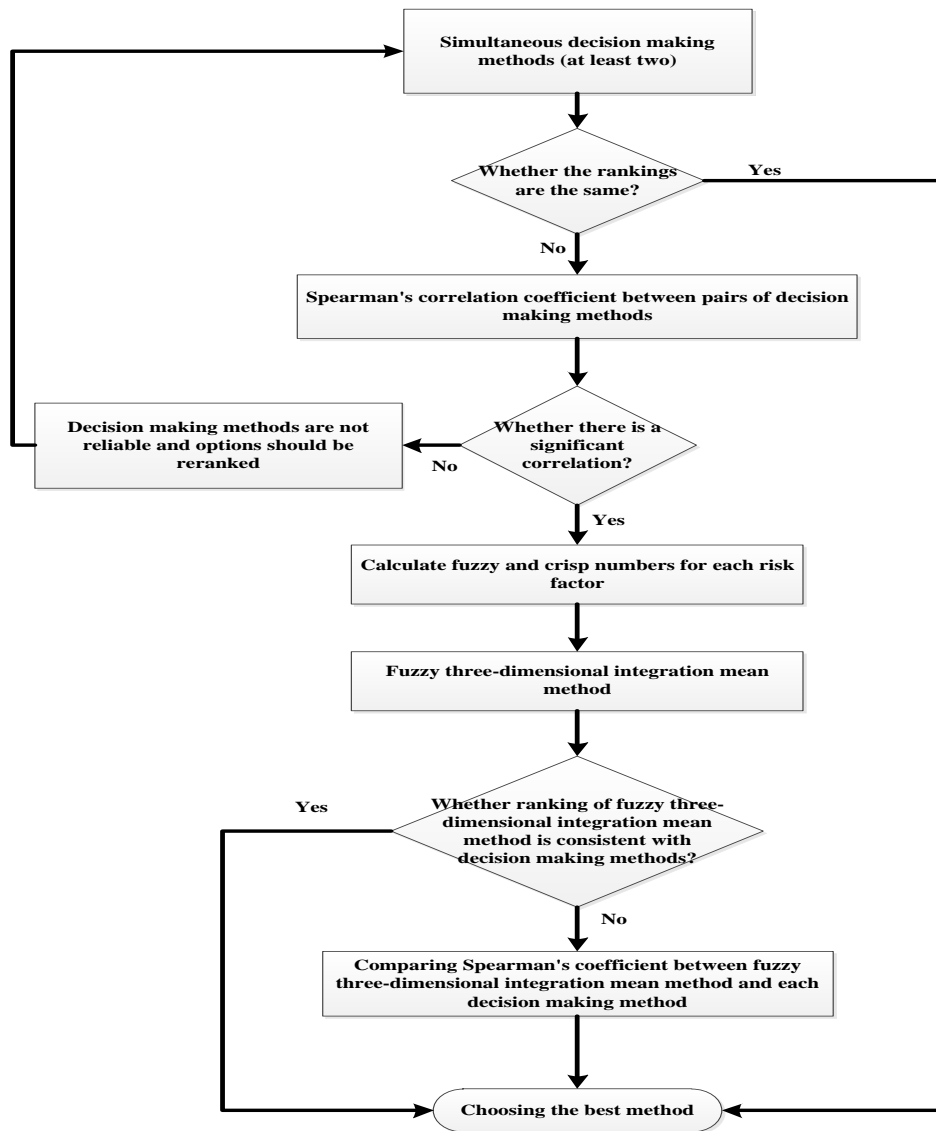 Simultaneous decision making
methods (at least two)
Whether the rankings
are the same?
Yes
No
Spearman's correlation coefficient between pairs of decision
making methods
Decision making methods are not
reliable and options should be
reranked
Whether there is a
significant
correlation?
No
Yes
Calculate fuzzy and crisp numbers for each risk
factor
Fuzzy three-dimensional integration mean
method
Yes
Whether ranking of fuzzy three-
dimensional integration mean
method is consistent with
decision making methods?
No
Comparing Spearman's coefficient between fuzzy
three-dimensional integration mean method and each
decision making method
Choosing the best method